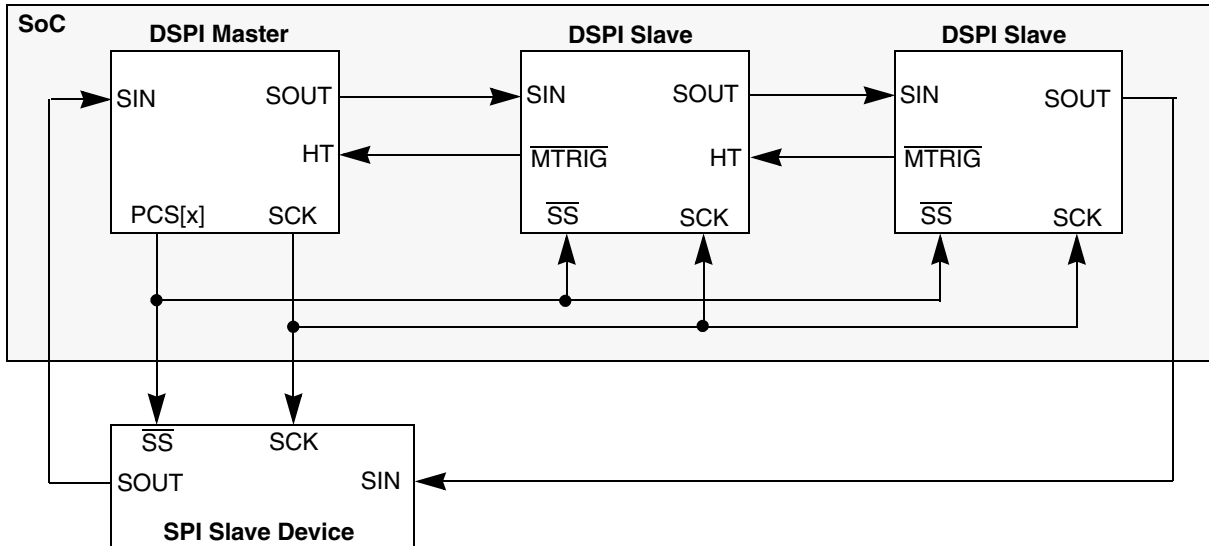 SoC
DSPI Master
DSPI Slave
DSPI Slave
SIN
SOUT
HT
PCS[x]
SCK
SIN
SOUT
MTRIG
HT
SS
SCK
SIN
SOUT
MTRIG
SS
SCK
SS
SCK
SOUT
SIN
SPI Slave Device